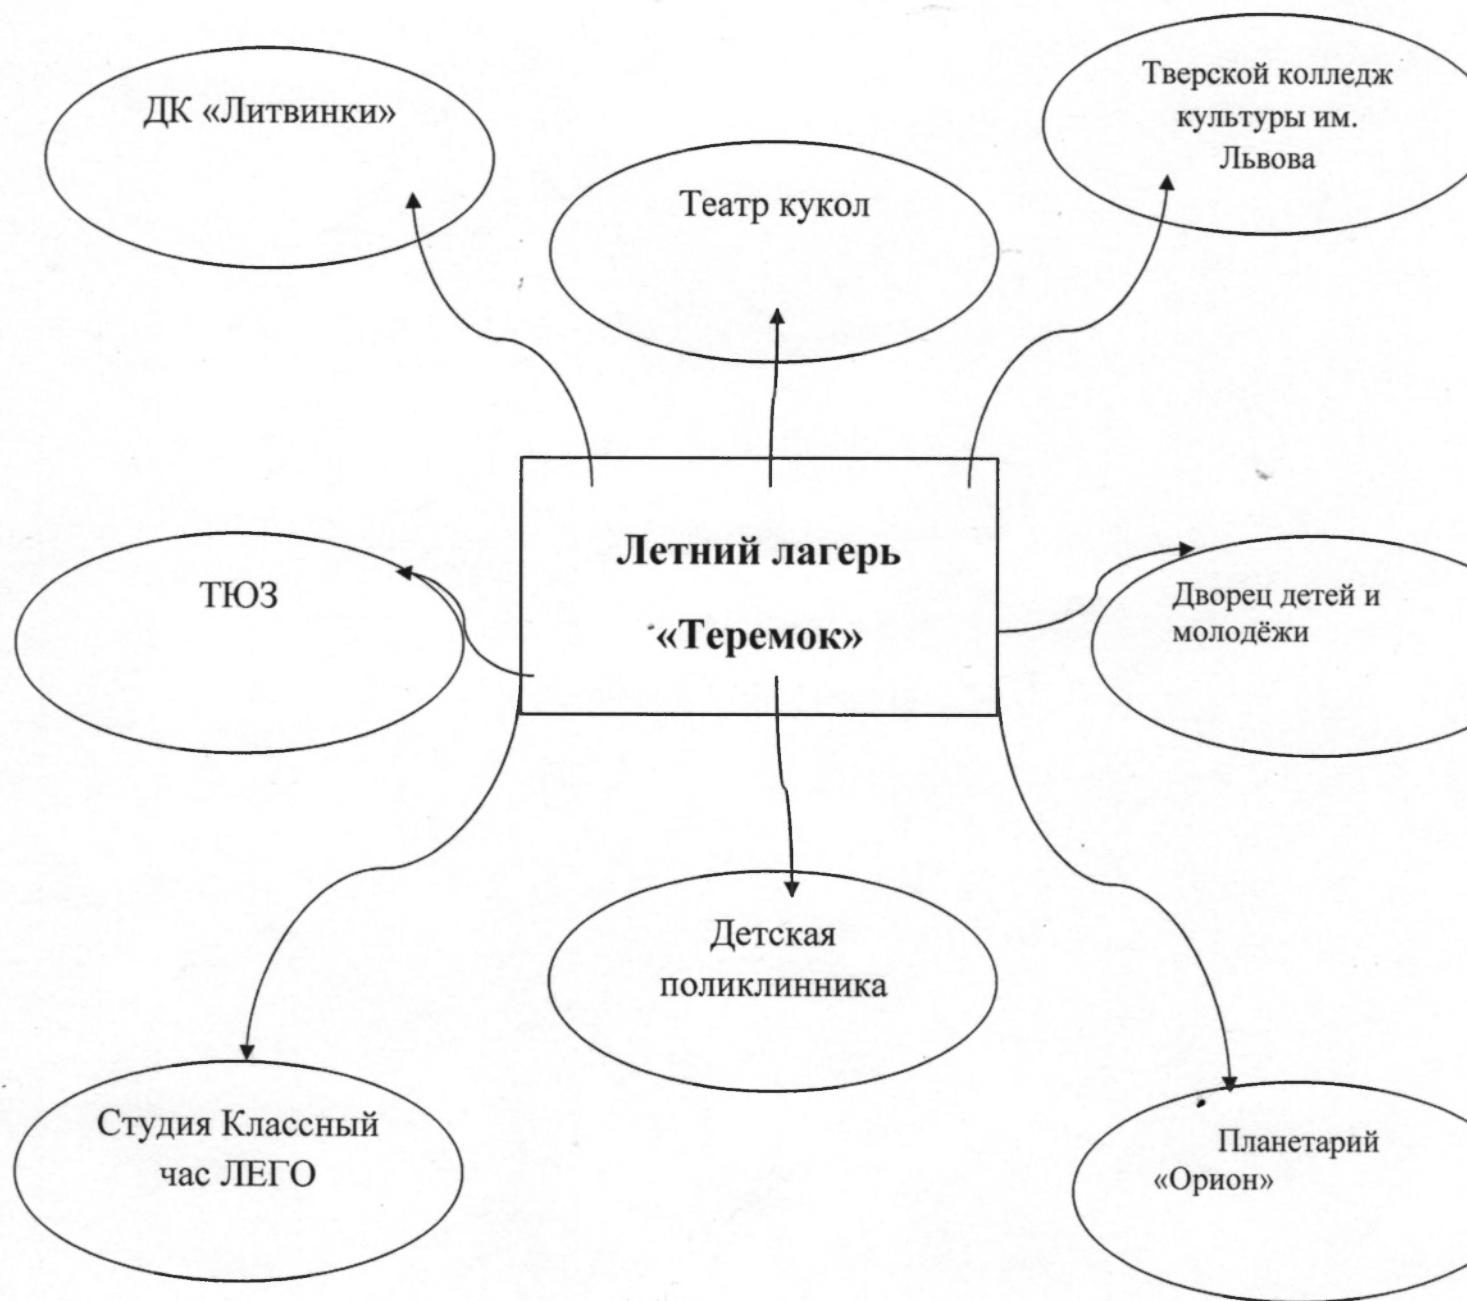 ДК «Литвинки»
Театр кукол
Тверской колледж
культуры им.
Львова
Летний лагерь
«Теремок»
ТЮЗ
Дворец детей и
молодёжи
Детская
поликлинника
Студия Классный
час ЛЕГО
Планетарий
«Орион»